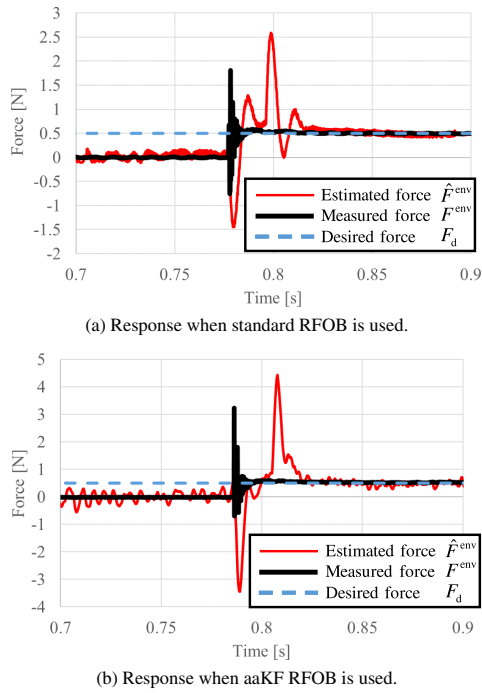 3
2.5
2
1.5
1
0.5
0
-0.5
-1
-1.5
-2
Force [N]
Estimated force F̂ᵉⁿᵛ
Measured force Fᵉⁿᵛ
Desired force F_d
0.7 0.75 0.8 0.85 0.9
Time [s]
(a) Response when standard RFOB is used.
5
4
3
2
1
0
-1
-2
-3
-4
Force [N]
Estimated force F̂ᵉⁿᵛ
Measured force Fᵉⁿᵛ
Desired force F_d
0.7 0.75 0.8 0.85 0.9
Time [s]
(b) Response when aaKF RFOB is used.